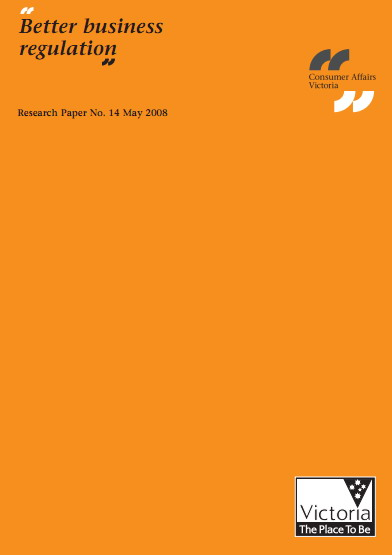 “Better business
regulation”
Research Paper No. 14 May 2008
Consumer Affairs
Victoria
Victoria
The Place To Be